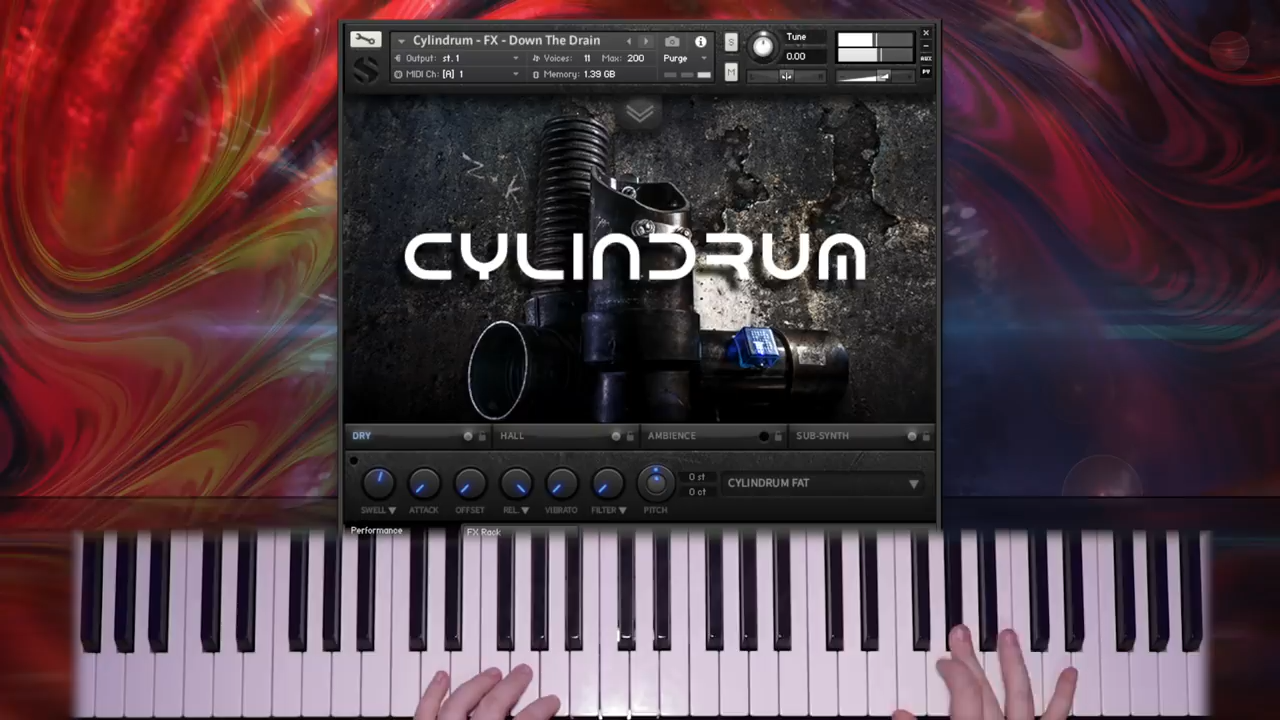 Cylindrum - FX - Down The Drain
Output: st. 1
Voices: 11 Max: 200
Purge
MIDI Ch: [A] 1
Memory: 1.39 GB
S
M
Tune
0.00
AUX
PV
CYLINDRUM
DRY
HALL
AMBIENCE
SUB-SYNTH
SWELL
ATTACK
OFFSET
REL.
VIBRATO
FILTER
PITCH
0 st
0 ct
CYLINDRUM FAT
Performance
FX Rack